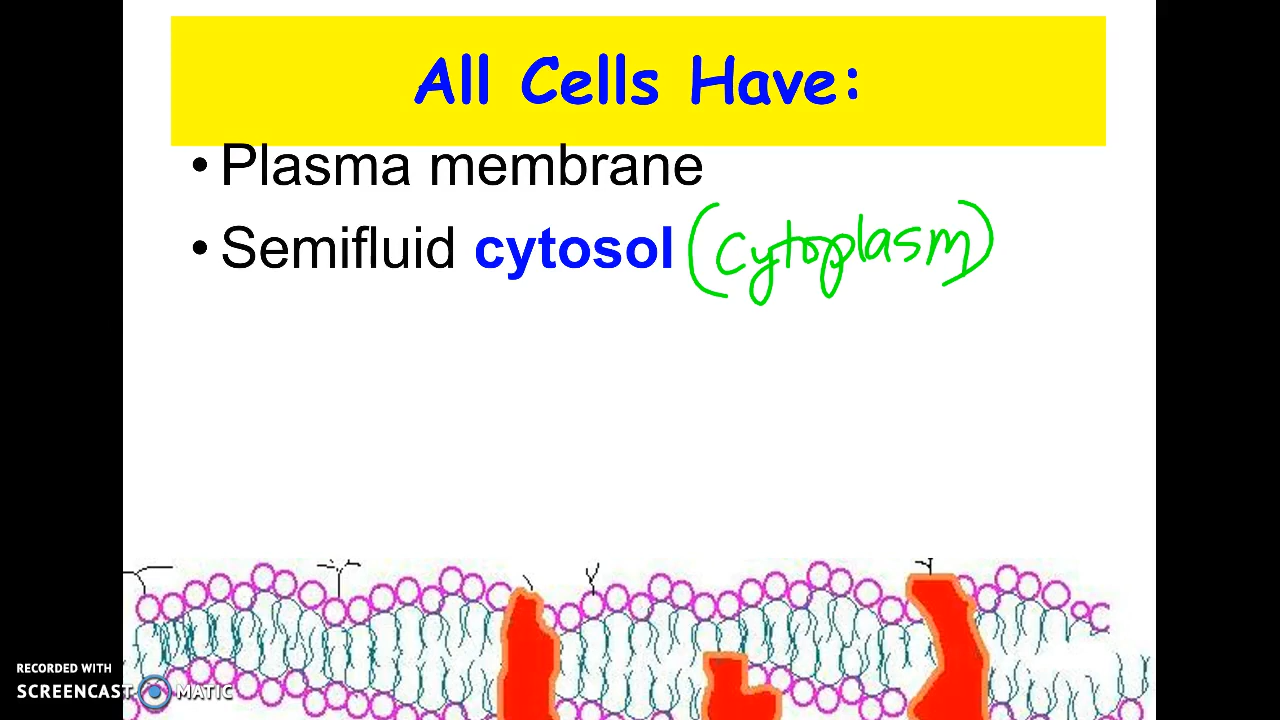 All Cells Have:
• Plasma membrane
• Semifluid cytosol (Cytoplasm)
RECORDED WITH
SCREENCAST MATIC